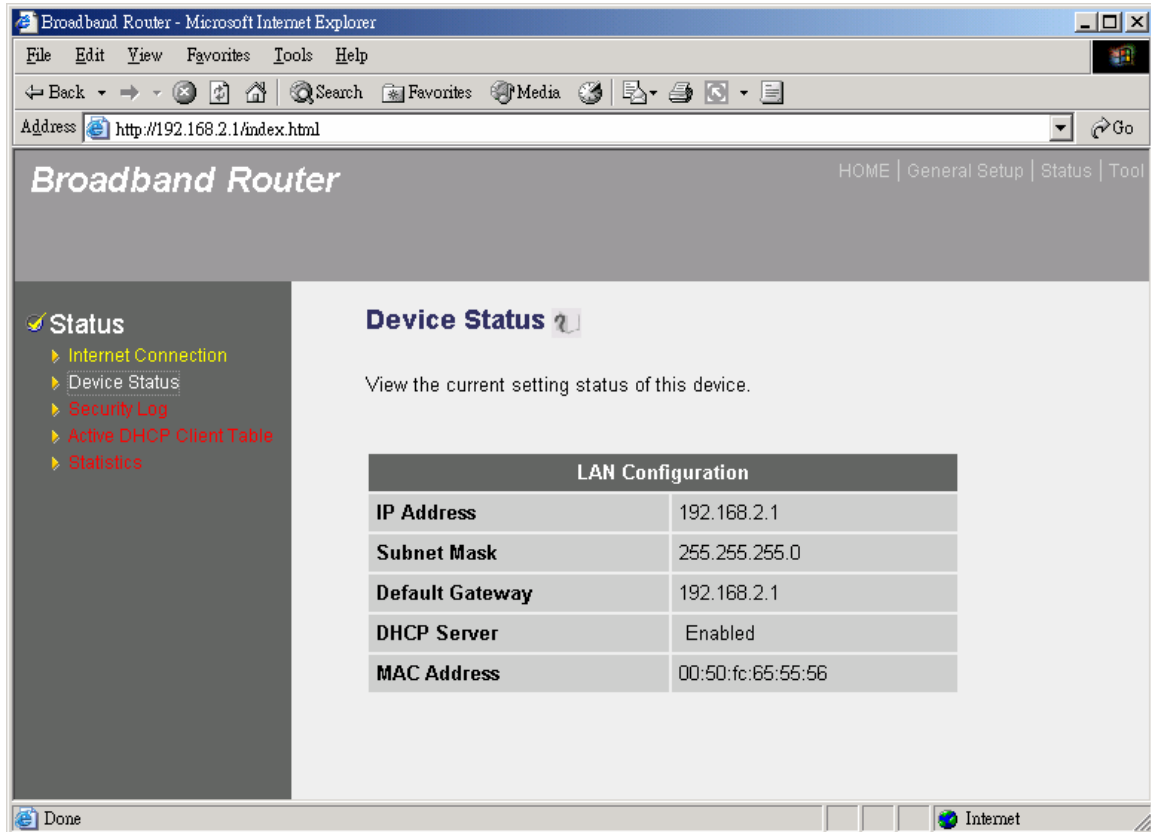 Broadband Router - Microsoft Internet Explorer
File Edit View Favorites Tools Help
Back Search Favorites Media
Address http://192.168.2.1/index.html Go
Broadband Router
HOME | General Setup | Status | Tool
Status
Internet Connection
Device Status
Security Log
Active DHCP Client Table
Statistics
Device Status
View the current setting status of this device.
LAN Configuration
IP Address 192.168.2.1
Subnet Mask 255.255.255.0
Default Gateway 192.168.2.1
DHCP Server Enabled
MAC Address 00:50:fc:65:55:56
Done Internet